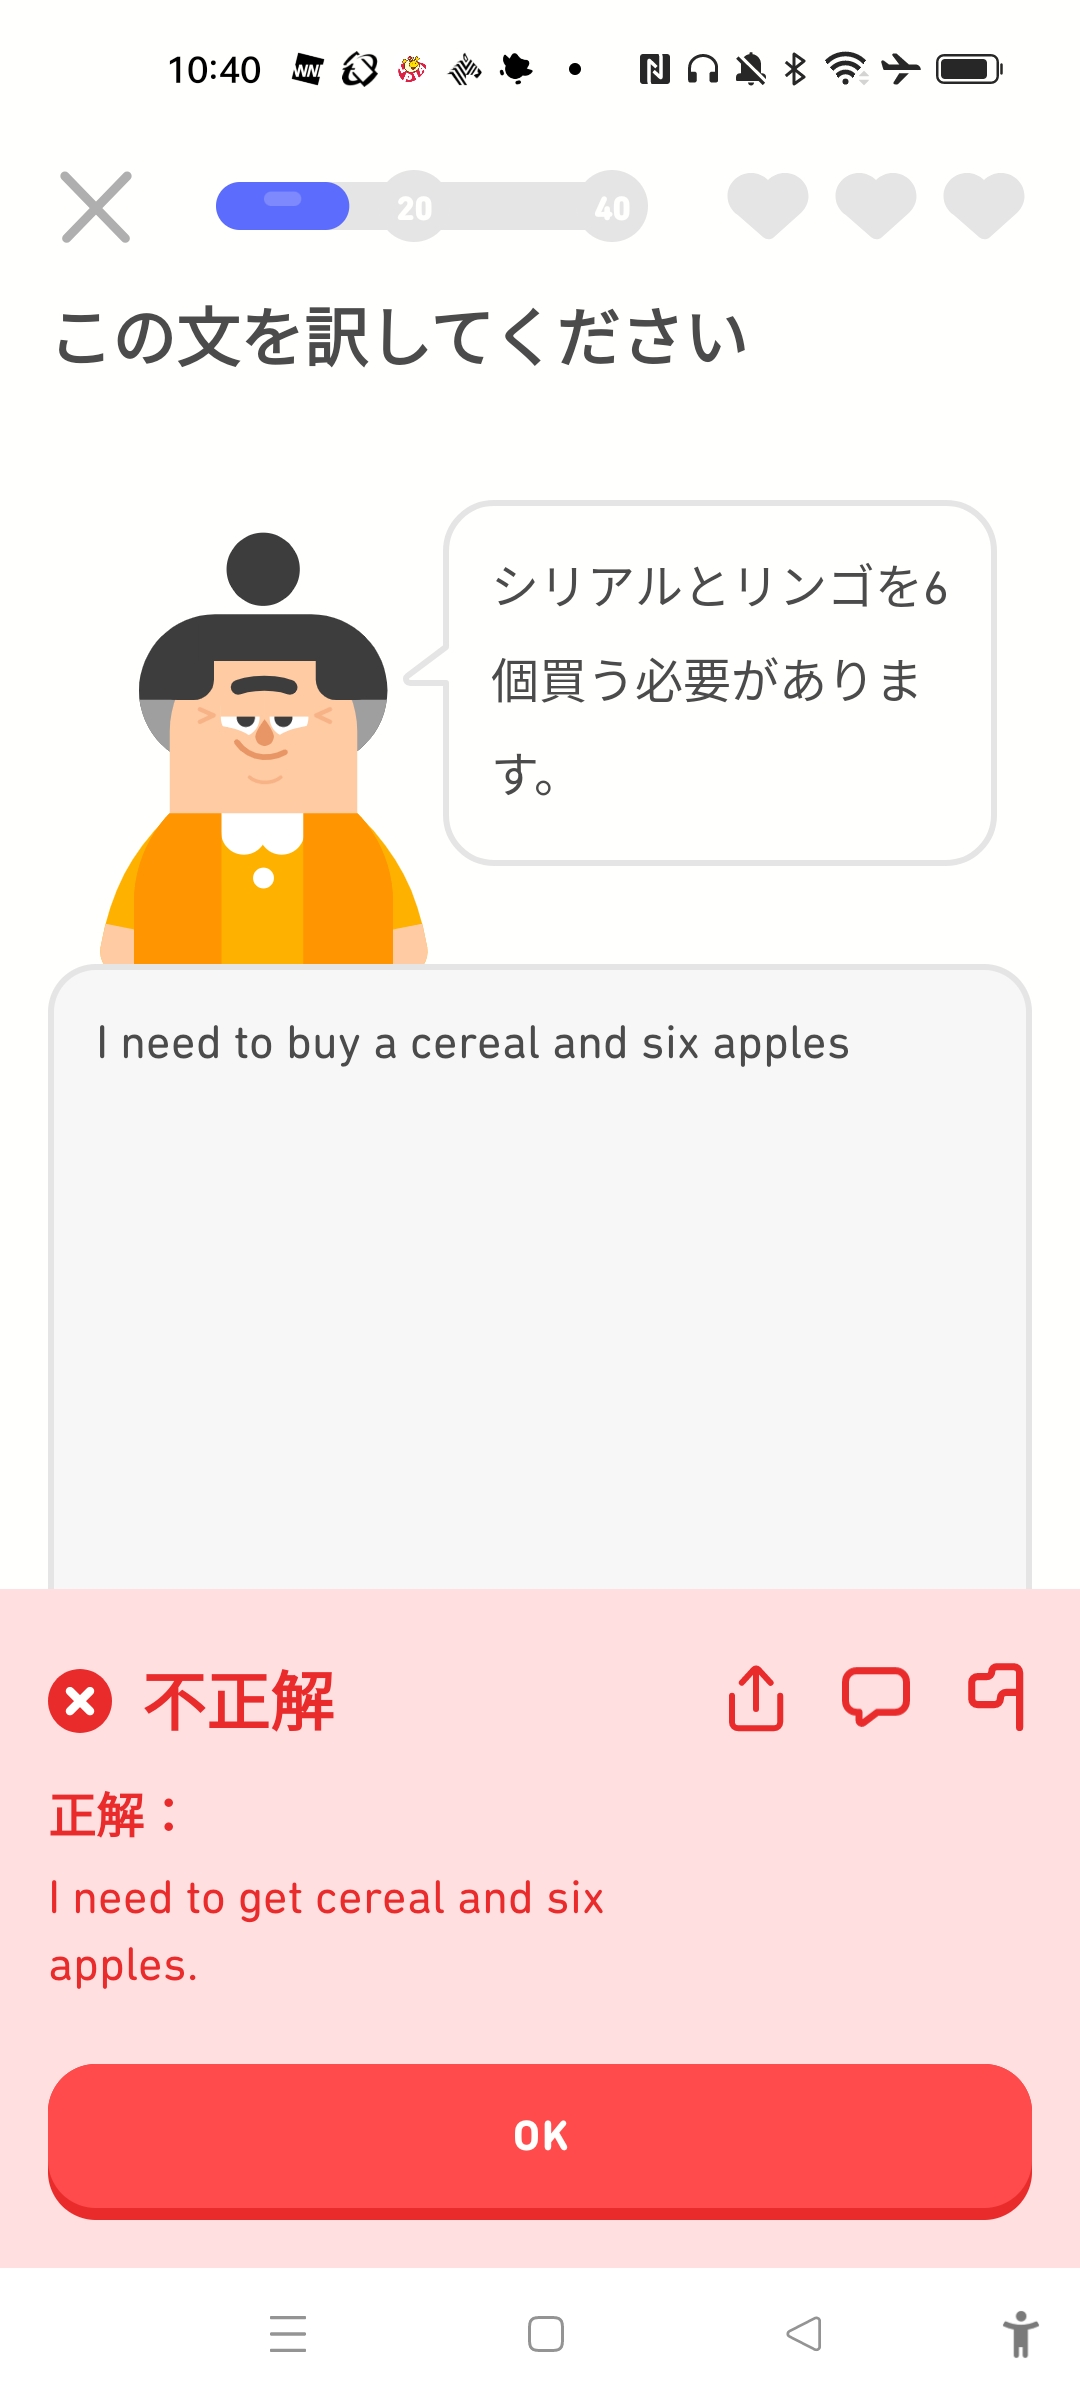 10:40
20
40
この文を訳してください
シリアルとリンゴを6
個買う必要がありま
す。
I need to buy a cereal and six apples
不正解
正解：
I need to get cereal and six
apples.
OK